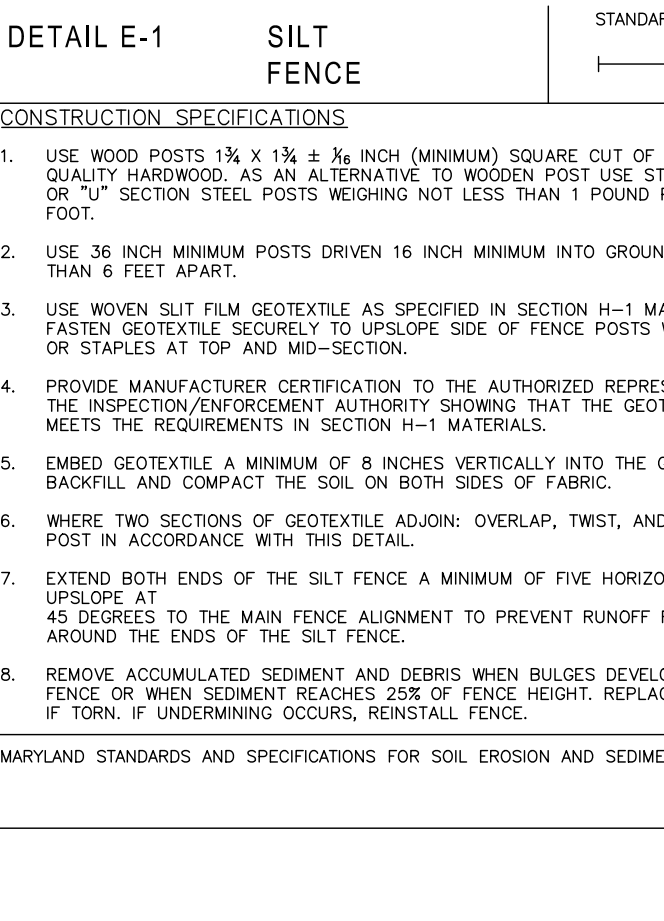 DETAIL E-1 SILT
FENCE
STANDAR
CONSTRUCTION SPECIFICATIONS
1. USE WOOD POSTS 1¾ X 1¾ ± 1⁄16 INCH (MINIMUM) SQUARE CUT OF
QUALITY HARDWOOD. AS AN ALTERNATIVE TO WOODEN POST USE ST
OR "U" SECTION STEEL POSTS WEIGHING NOT LESS THAN 1 POUND
FOOT.
2. USE 36 INCH MINIMUM POSTS DRIVEN 16 INCH MINIMUM INTO GROUN
THAN 6 FEET APART.
3. USE WOVEN SLIT FILM GEOTEXTILE AS SPECIFIED IN SECTION H–1 MA
FASTEN GEOTEXTILE SECURELY TO UPSLOPE SIDE OF FENCE POSTS
OR STAPLES AT TOP AND MID–SECTION.
4. PROVIDE MANUFACTURER CERTIFICATION TO THE AUTHORIZED REPRES
THE INSPECTION/ENFORCEMENT AUTHORITY SHOWING THAT THE GEOT
MEETS THE REQUIREMENTS IN SECTION H–1 MATERIALS.
5. EMBED GEOTEXTILE A MINIMUM OF 8 INCHES VERTICALLY INTO THE G
BACKFILL AND COMPACT THE SOIL ON BOTH SIDES OF FABRIC.
6. WHERE TWO SECTIONS OF GEOTEXTILE ADJOIN: OVERLAP, TWIST, AND
POST IN ACCORDANCE WITH THIS DETAIL.
7. EXTEND BOTH ENDS OF THE SILT FENCE A MINIMUM OF FIVE HORIZO
UPSLOPE AT
45 DEGREES TO THE MAIN FENCE ALIGNMENT TO PREVENT RUNOFF F
AROUND THE ENDS OF THE SILT FENCE.
8. REMOVE ACCUMULATED SEDIMENT AND DEBRIS WHEN BULGES DEVELO
FENCE OR WHEN SEDIMENT REACHES 25% OF FENCE HEIGHT. REPLAC
IF TORN. IF UNDERMINING OCCURS, REINSTALL FENCE.
MARYLAND STANDARDS AND SPECIFICATIONS FOR SOIL EROSION AND SEDIME